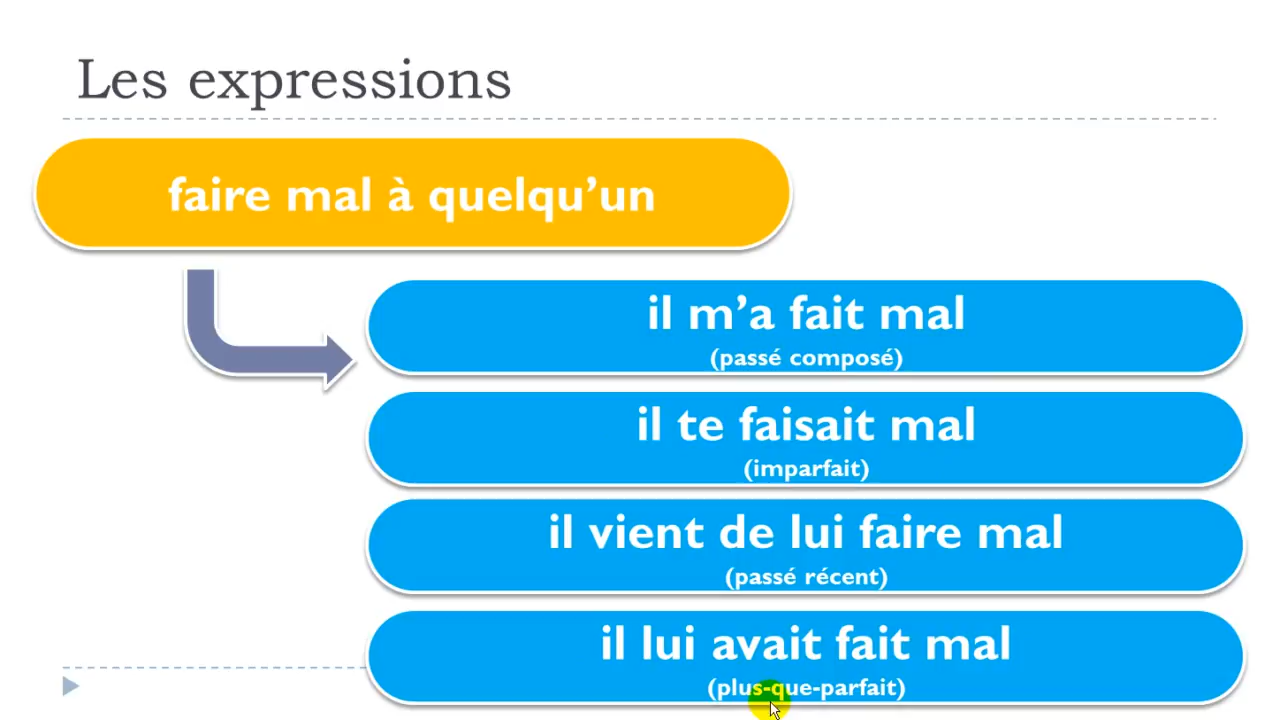 Les expressions
faire mal à quelqu’un
il m’a fait mal
(passé composé)
il te faisait mal
(imparfait)
il vient de lui faire mal
(passé récent)
il lui avait fait mal
(plus-que-parfait)